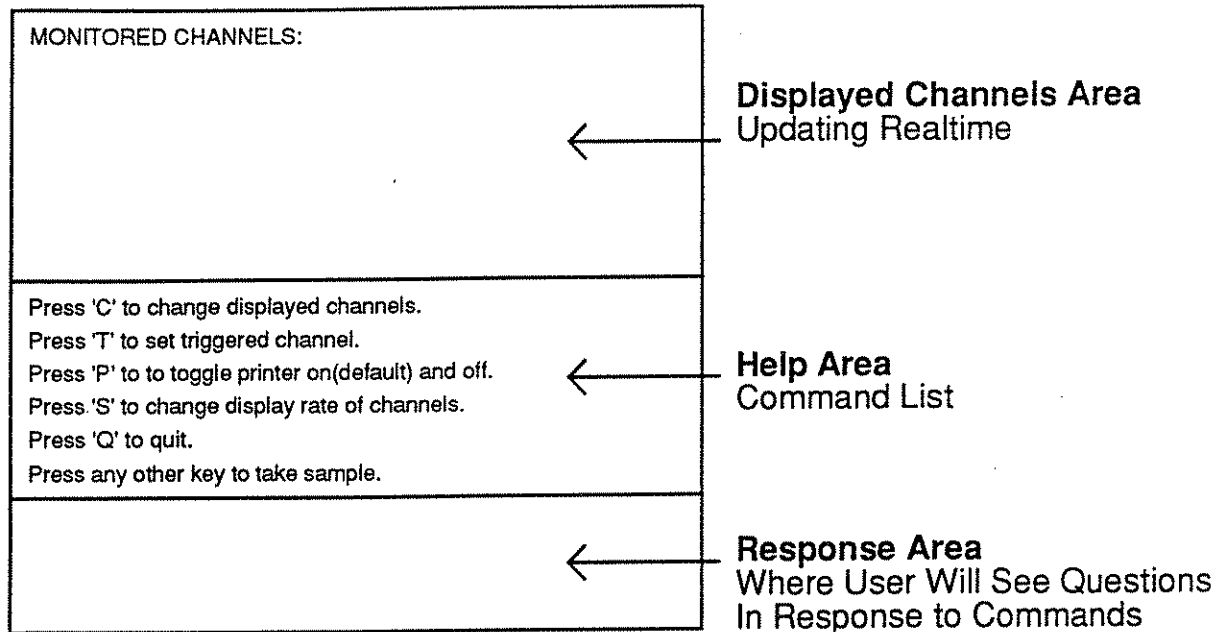 MONITORED CHANNELS:
Displayed Channels Area
Updating Realtime
Press 'C' to change displayed channels.
Press 'T' to set triggered channel.
Press 'P' to to toggle printer on(default) and off.
Press 'S' to change display rate of channels.
Press 'Q' to quit.
Press any other key to take sample.
Help Area
Command List
Response Area
Where User Will See Questions
In Response to Commands